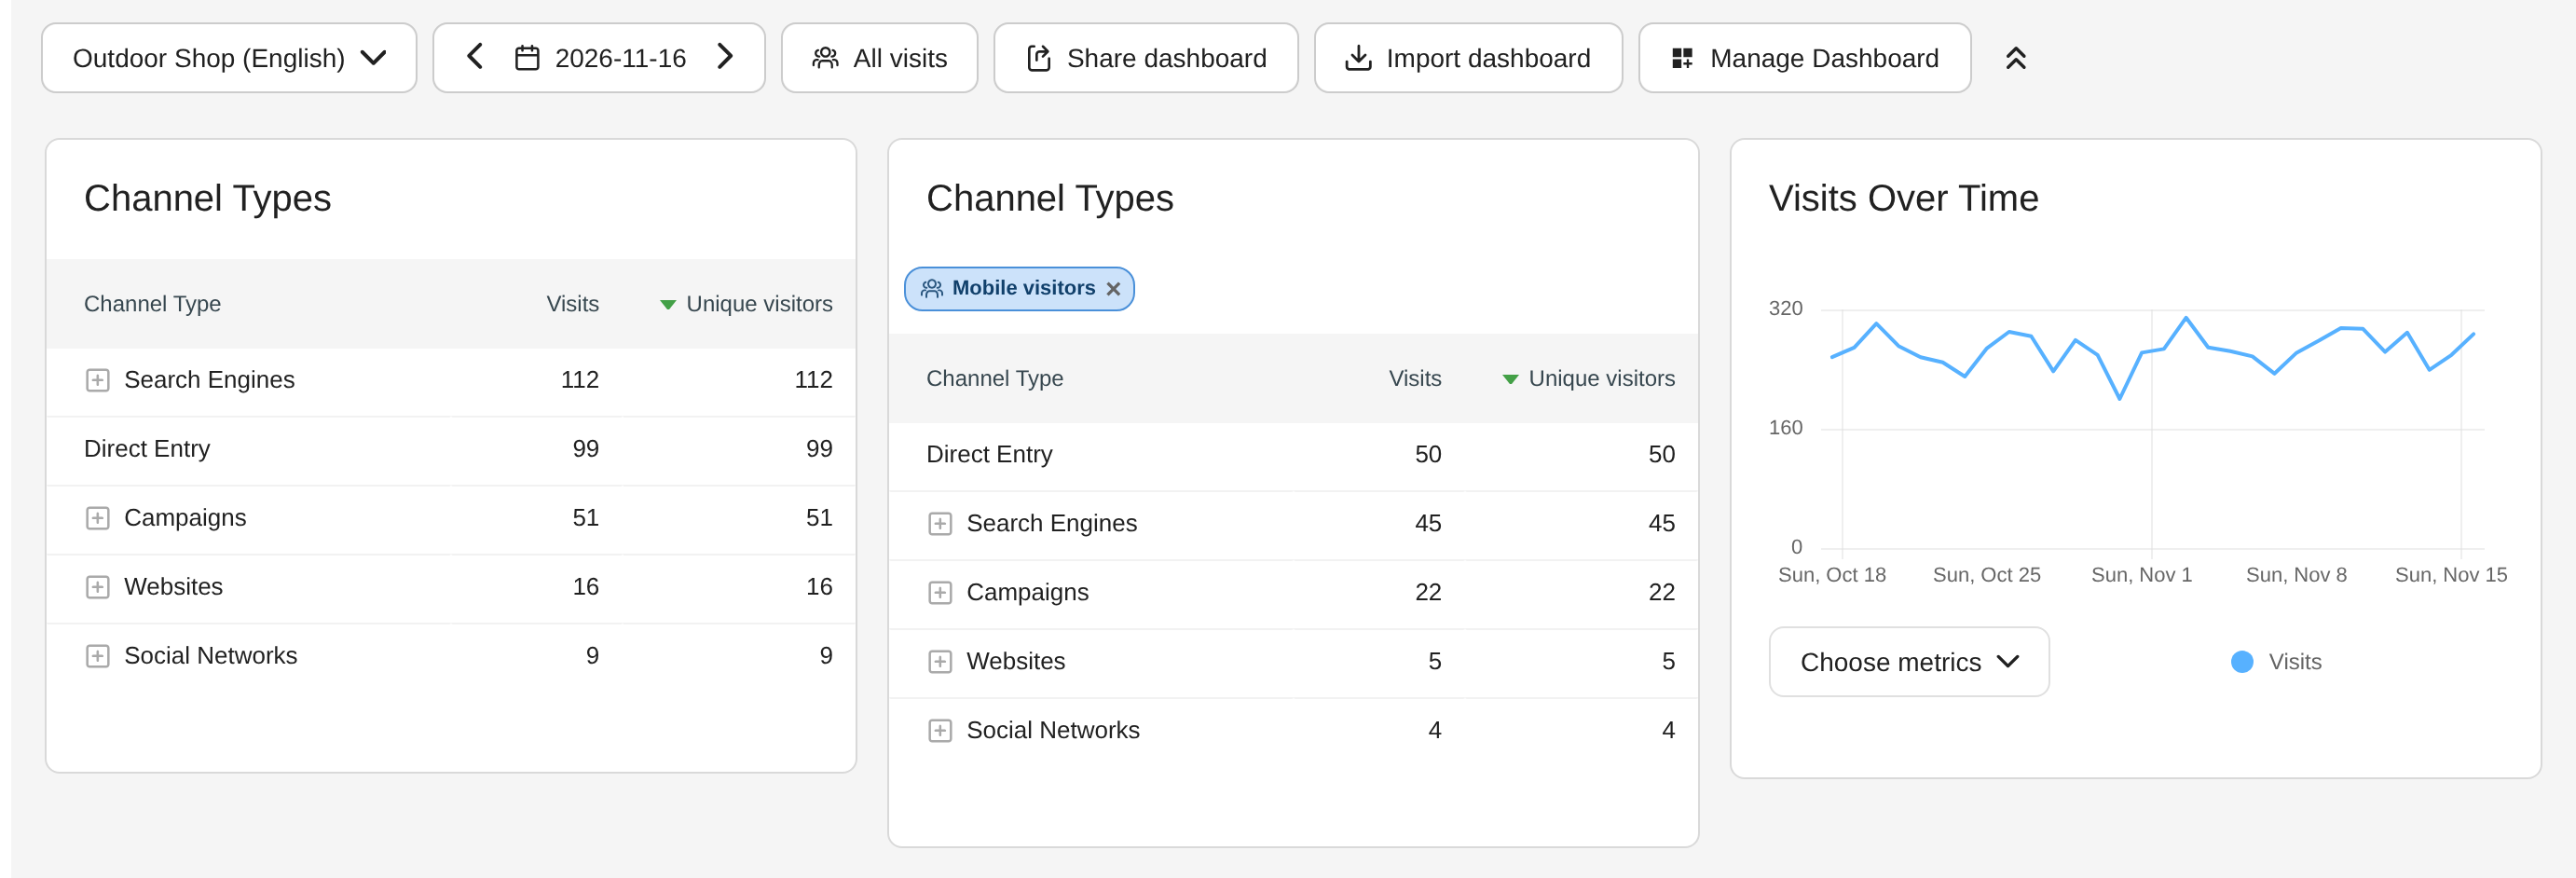 Outdoor Shop (English)
2026-11-16
All visits
Share dashboard
Import dashboard
Manage Dashboard
Channel Types
Channel Type Visits Unique visitors
Search Engines 112 112
Direct Entry 99 99
Campaigns 51 51
Websites 16 16
Social Networks 9 9
Channel Types
Mobile visitors
Channel Type Visits Unique visitors
Direct Entry 50 50
Search Engines 45 45
Campaigns 22 22
Websites 5 5
Social Networks 4 4
Visits Over Time
320
160
0
Sun, Oct 18 Sun, Oct 25 Sun, Nov 1 Sun, Nov 8 Sun, Nov 15
Choose metrics
Visits